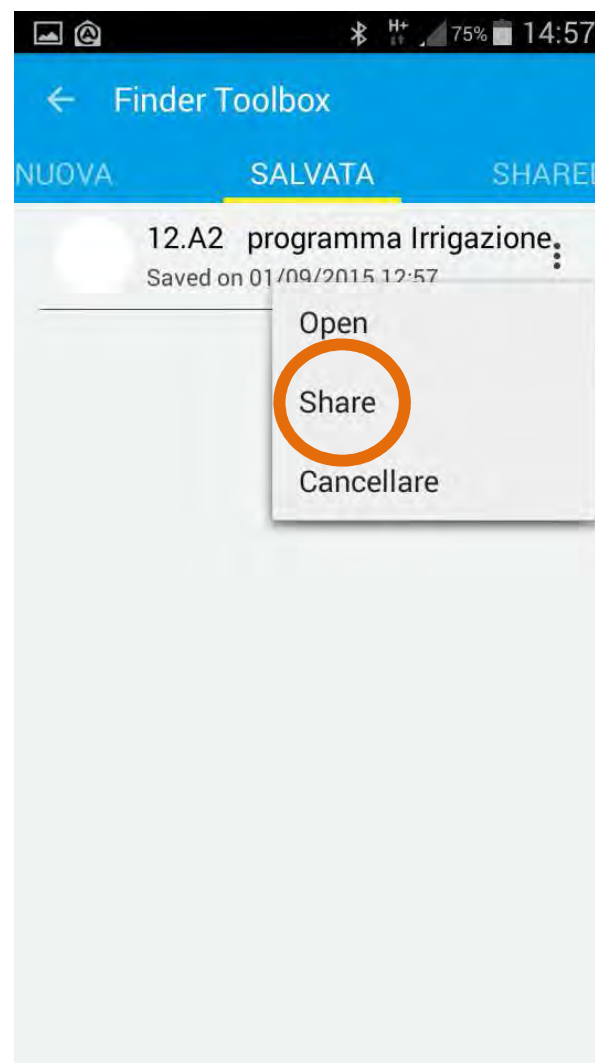 H+ 75% 14:57
Finder Toolbox
NUOVA SALVATA SHARED
12.A2 programma Irrigazione
Saved on 01/09/2015 12:57
Open
Share
Cancellare